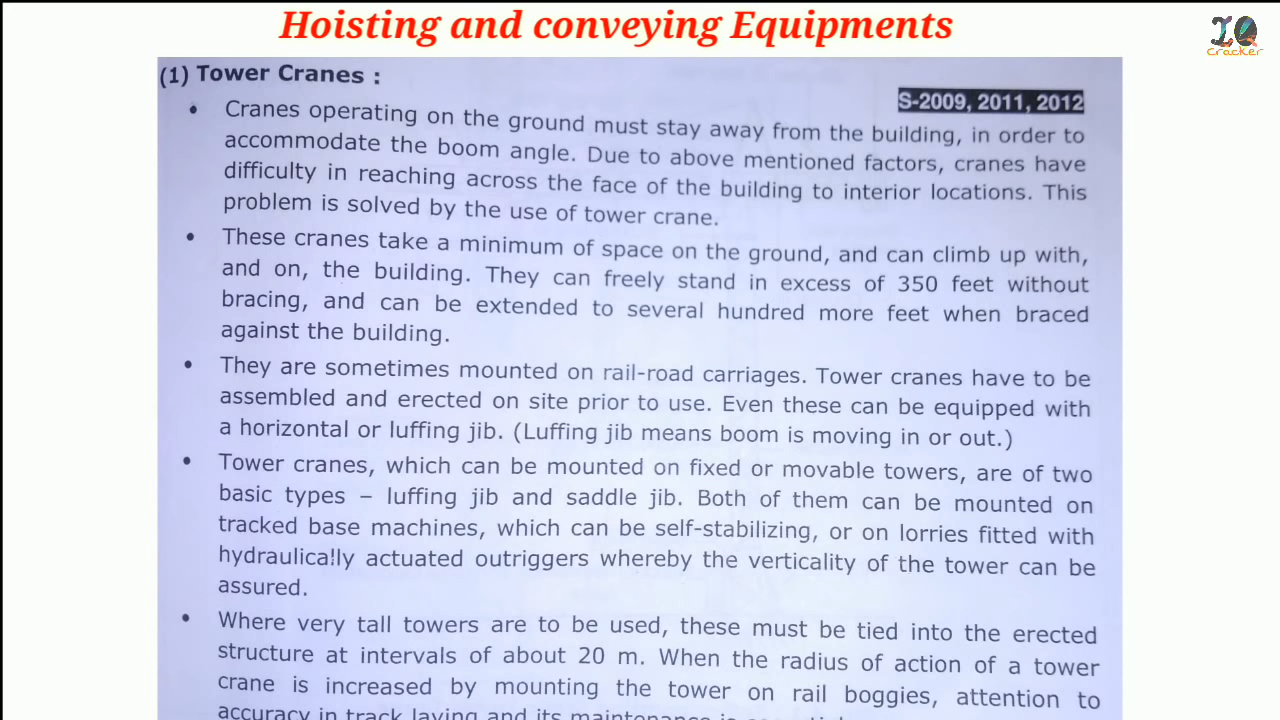 Hoisting and conveying Equipments
IQ
Cracker
(1) Tower Cranes :
S-2009, 2011, 2012
• Cranes operating on the ground must stay away from the building, in order to
accommodate the boom angle. Due to above mentioned factors, cranes have
difficulty in reaching across the face of the building to interior locations. This
problem is solved by the use of tower crane.
• These cranes take a minimum of space on the ground, and can climb up with,
and on, the building. They can freely stand in excess of 350 feet without
bracing, and can be extended to several hundred more feet when braced
against the building.
• They are sometimes mounted on rail-road carriages. Tower cranes have to be
assembled and erected on site prior to use. Even these can be equipped with
a horizontal or luffing jib. (Luffing jib means boom is moving in or out.)
• Tower cranes, which can be mounted on fixed or movable towers, are of two
basic types – luffing jib and saddle jib. Both of them can be mounted on
tracked base machines, which can be self-stabilizing, or on lorries fitted with
hydraulically actuated outriggers whereby the verticality of the tower can be
assured.
• Where very tall towers are to be used, these must be tied into the erected
structure at intervals of about 20 m. When the radius of action of a tower
crane is increased by mounting the tower on rail boggies, attention to
accuracy in track laying and its maintenance is